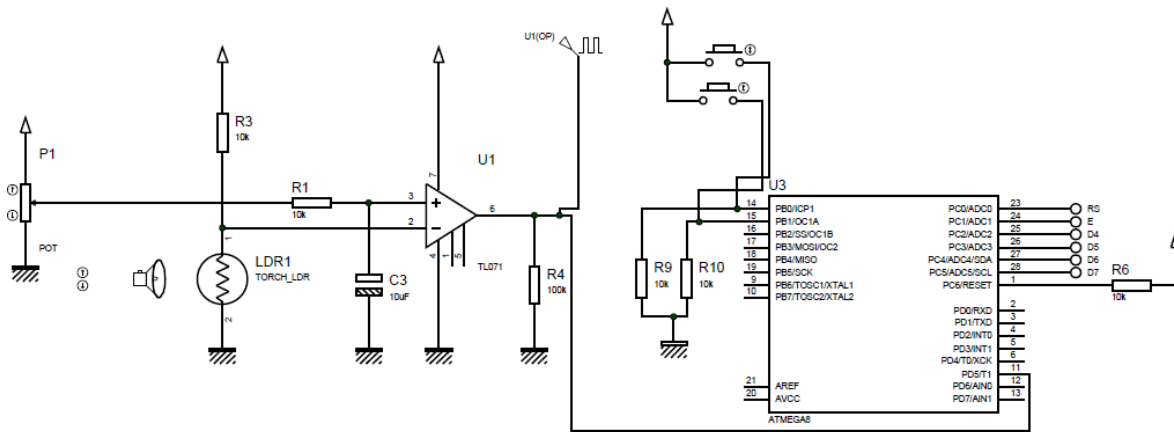 U1(OP)
R3
10k
P1
U1
R1
10k
3
7
6
2
4
1
5
TL071
POT
1
LDR1
TORCH_LDR
2
C3
10uF
R4
100k
R9
10k
R10
10k
U3
14 PB0/ICP1 PC0/ADC0 23 RS
15 PB1/OC1A PC1/ADC1 24 E
16 PB2/SS/OC1B PC2/ADC2 25 D4
17 PB3/MOSI/OC2 PC3/ADC3 26 D5
18 PB4/MISO PC4/ADC4/SDA 27 D6
19 PB5/SCK PC5/ADC5/SCL 28 D7
9 PB6/TOSC1/XTAL1 PC6/RESET 1
10 PB7/TOSC2/XTAL2
R6
10k
PD0/RXD 2
PD1/TXD 3
PD2/INT0 4
PD3/INT1 5
PD4/T0/XCK 6
PD5/T1 11
21 AREF PD6/AIN0 12
20 AVCC PD7/AIN1 13
ATMEGA8